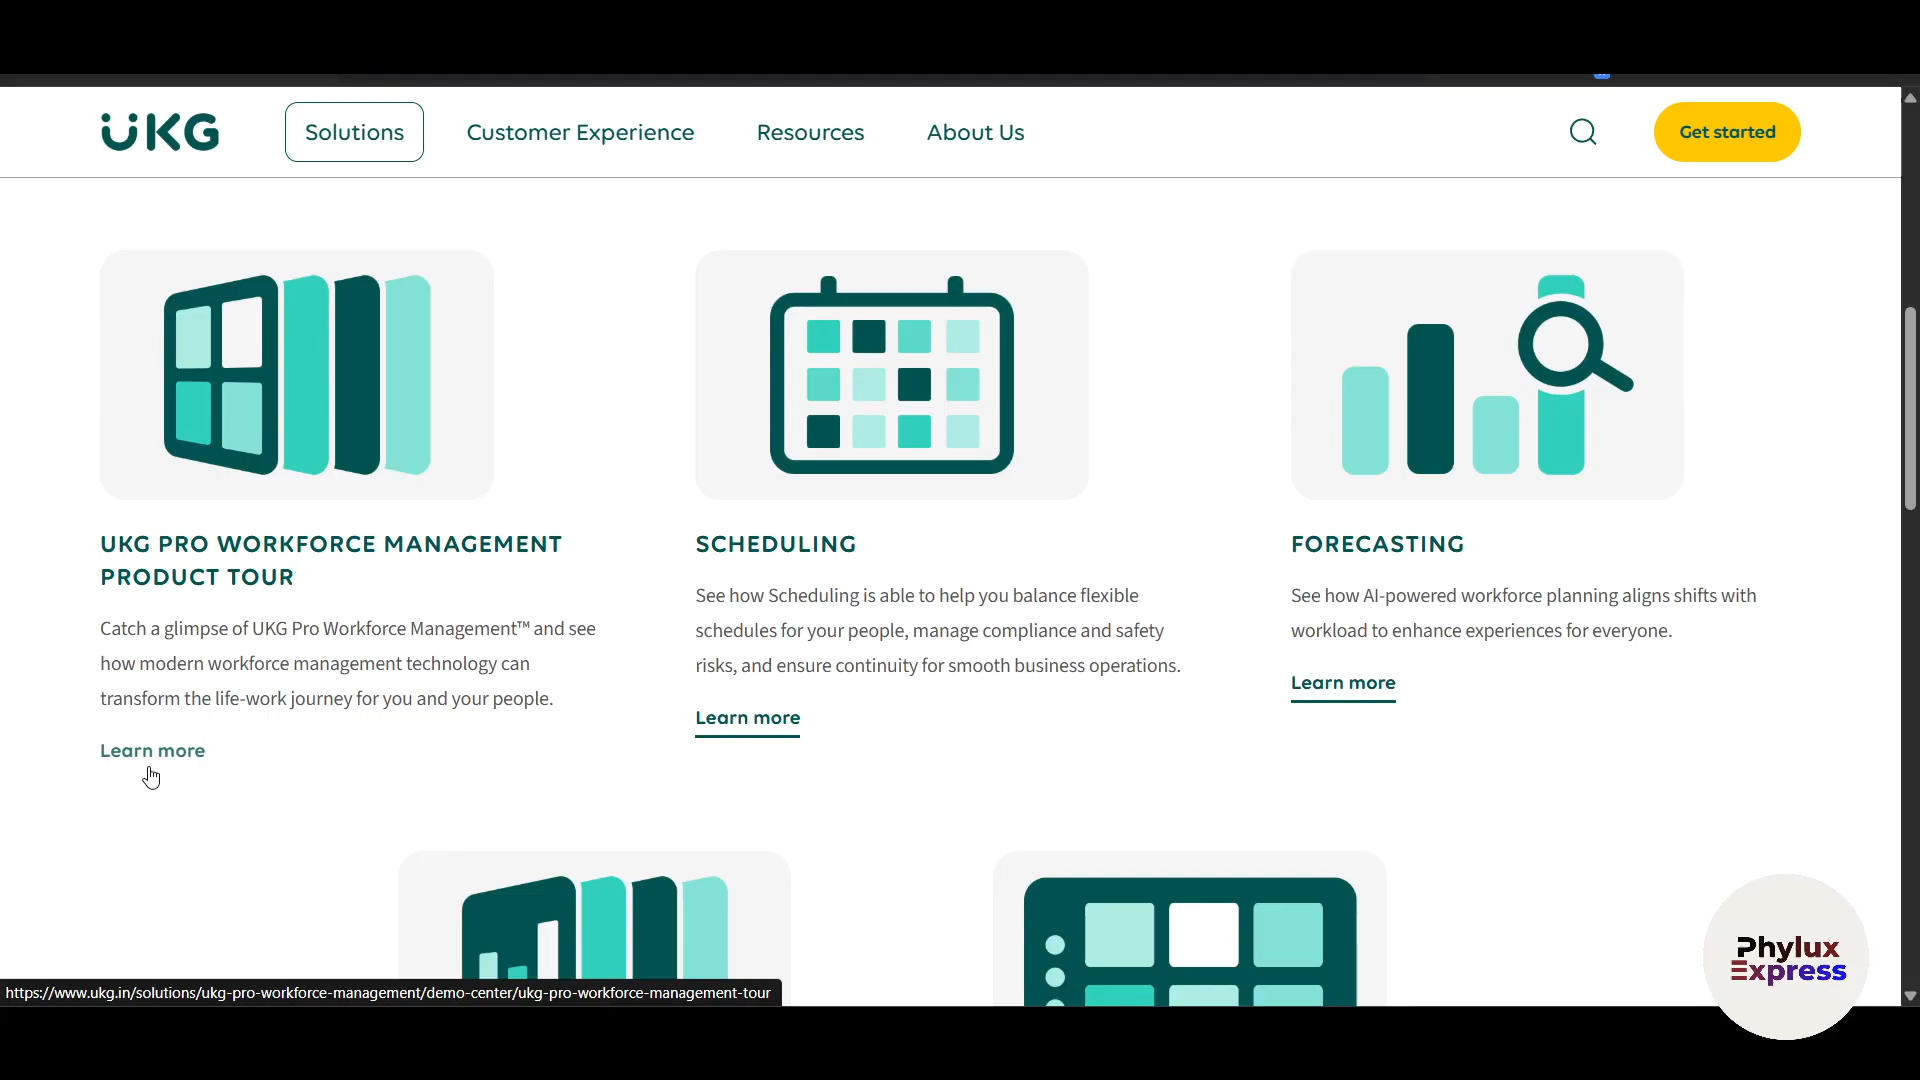 UKG
Solutions
Customer Experience
Resources
About Us
Get started
UKG PRO WORKFORCE MANAGEMENT
PRODUCT TOUR
Catch a glimpse of UKG Pro Workforce Management™ and see
how modern workforce management technology can
transform the life-work journey for you and your people.
Learn more
SCHEDULING
See how Scheduling is able to help you balance flexible
schedules for your people, manage compliance and safety
risks, and ensure continuity for smooth business operations.
Learn more
FORECASTING
See how AI-powered workforce planning aligns shifts with
workload to enhance experiences for everyone.
Learn more
https://www.ukg.in/solutions/ukg-pro-workforce-management/demo-center/ukg-pro-workforce-management-tour
Phylux
Express